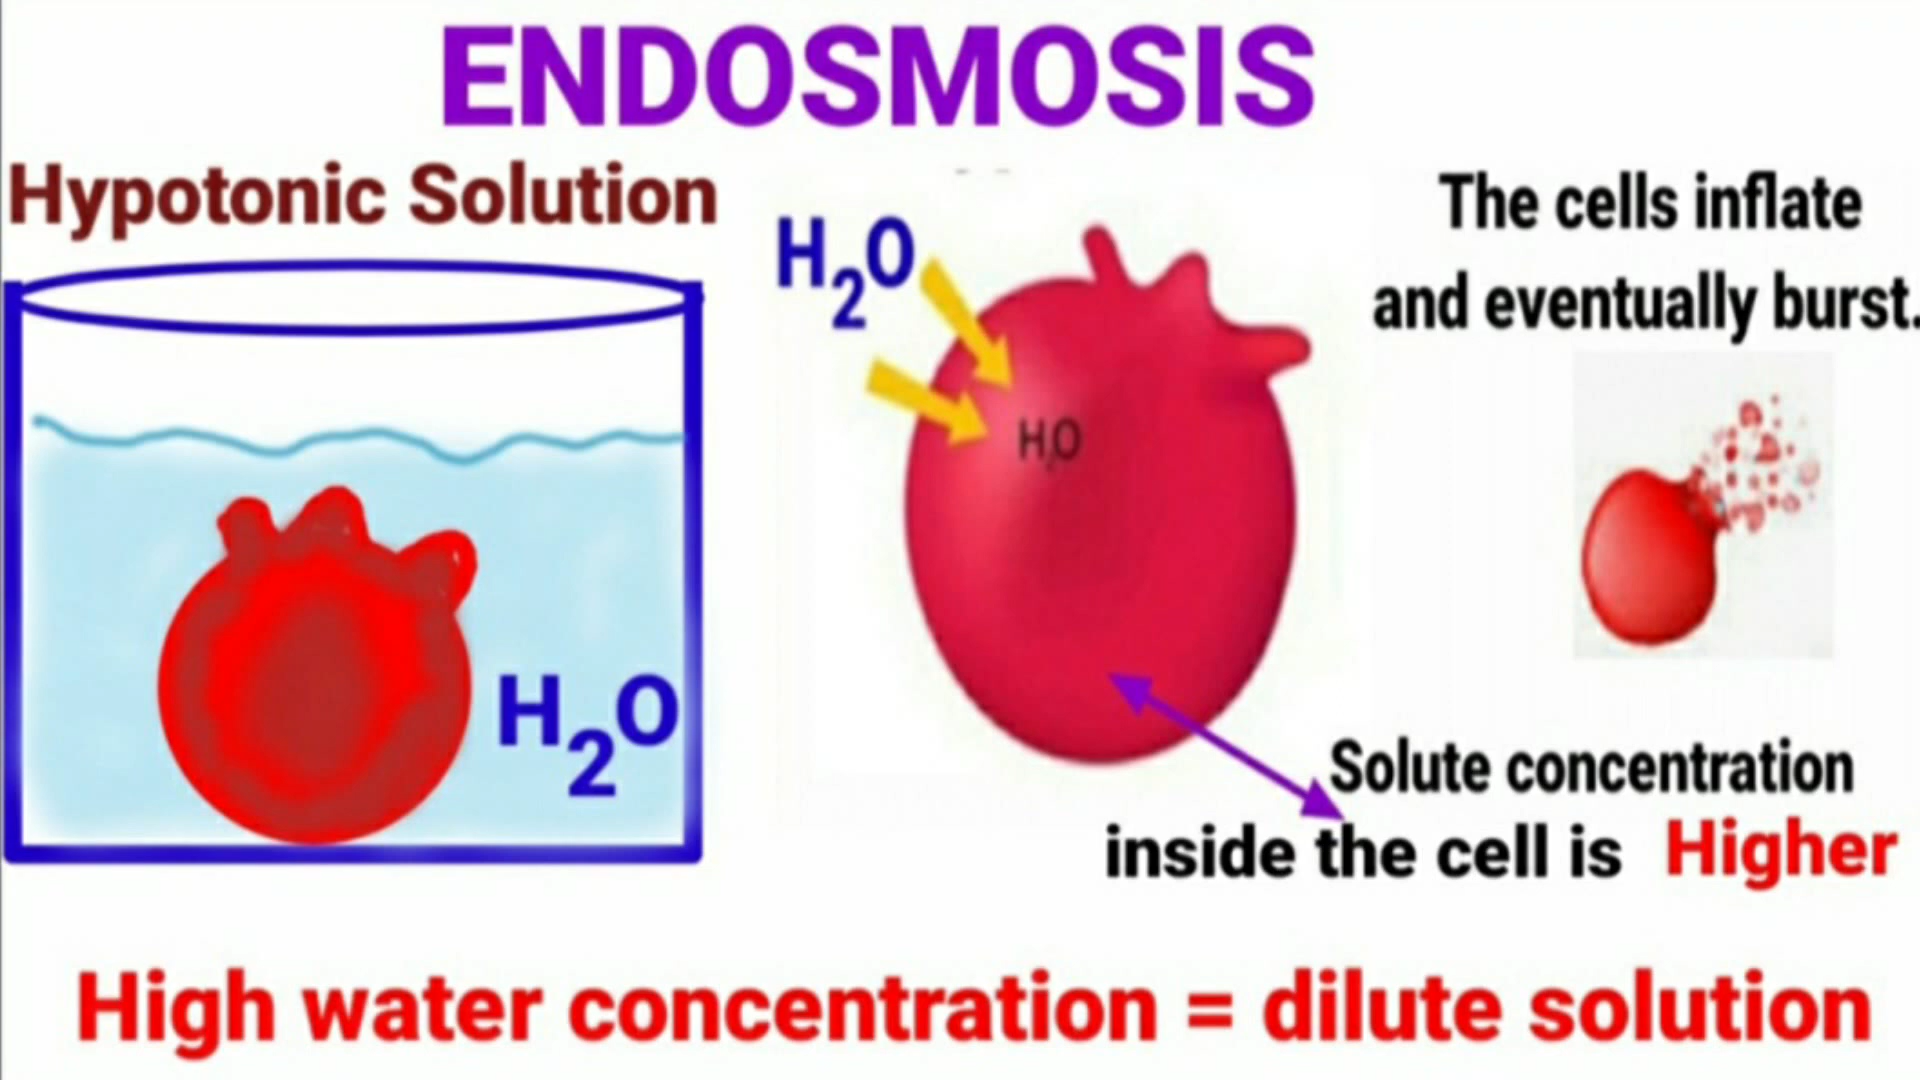 ENDOSMOSIS
Hypotonic Solution
H₂O
H₂O
H₂O
The cells inflate
and eventually burst.
Solute concentration
inside the cell is Higher
High water concentration = dilute solution